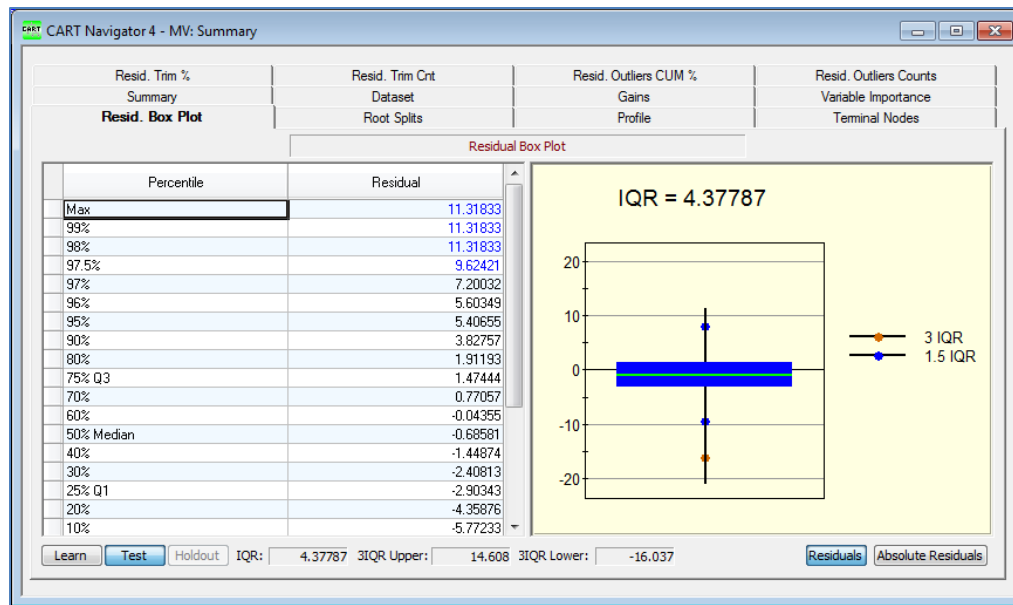 CART CART Navigator 4 - MV: Summary
Resid. Trim % Resid. Trim Cnt Resid. Outliers CUM % Resid. Outliers Counts
Summary Dataset Gains Variable Importance
Resid. Box Plot Root Splits Profile Terminal Nodes
Residual Box Plot
Percentile Residual
Max 11.31833
99% 11.31833
98% 11.31833
97.5% 9.62421
97% 7.20032
96% 5.60349
95% 5.40655
90% 3.82757
80% 1.91193
75% Q3 1.47444
70% 0.77057
60% -0.04355
50% Median -0.68581
40% -1.44874
30% -2.40813
25% Q1 -2.90343
20% -4.35876
10% -5.77233
IQR = 4.37787
20
10
0
-10
-20
3 IQR
1.5 IQR
Learn Test Holdout IQR: 4.37787 3IQR Upper: 14.608 3IQR Lower: -16.037 Residuals Absolute Residuals